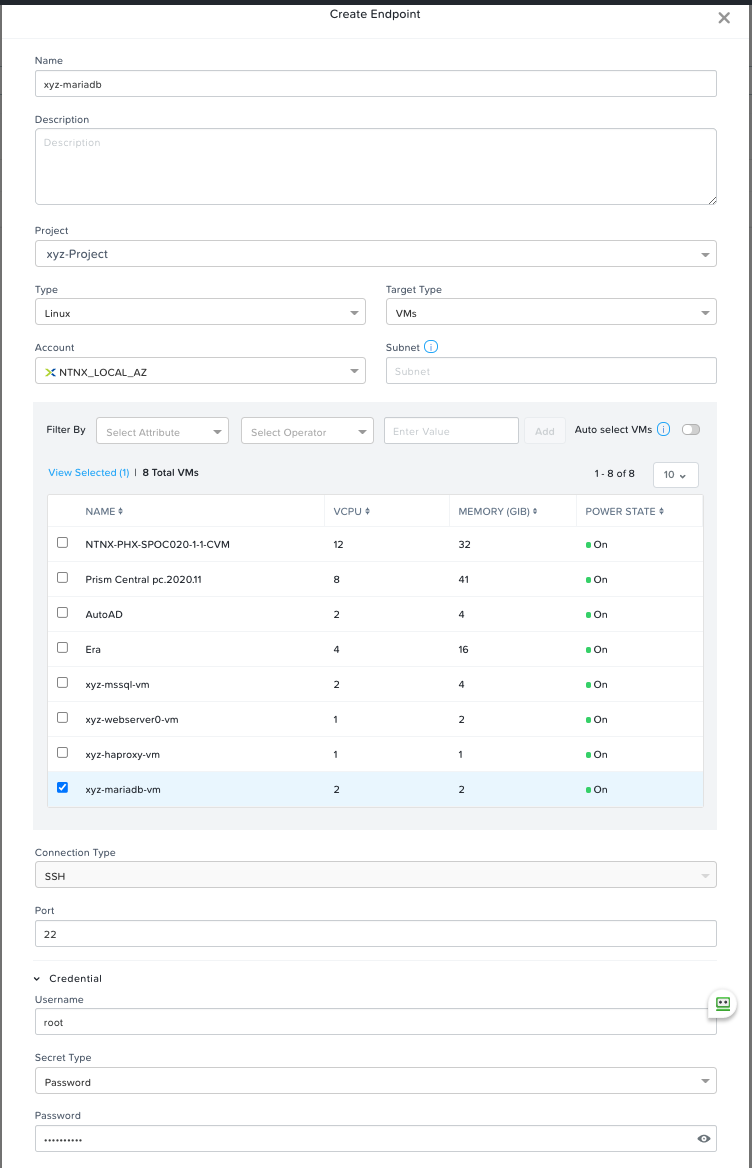 Create Endpoint
Name
xyz-mariadb
Description
Description
Project
xyz-Project
Type Target Type
Linux VMs
Account Subnet
NTNX_LOCAL_AZ Subnet
Filter By Select Attribute Select Operator Enter Value Add Auto select VMs
View Selected (1) | 8 Total VMs 1 - 8 of 8 10
NAME VCPU MEMORY (GIB) POWER STATE
NTNX-PHX-SPOC020-1-1-CVM 12 32 On
Prism Central pc.2020.11 8 41 On
AutoAD 2 4 On
Era 4 16 On
xyz-mssql-vm 2 4 On
xyz-webserver0-vm 1 2 On
xyz-haproxy-vm 1 1 On
xyz-mariadb-vm 2 2 On
Connection Type
SSH
Port
22
Credential
Username
root
Secret Type
Password
Password
••••••••••